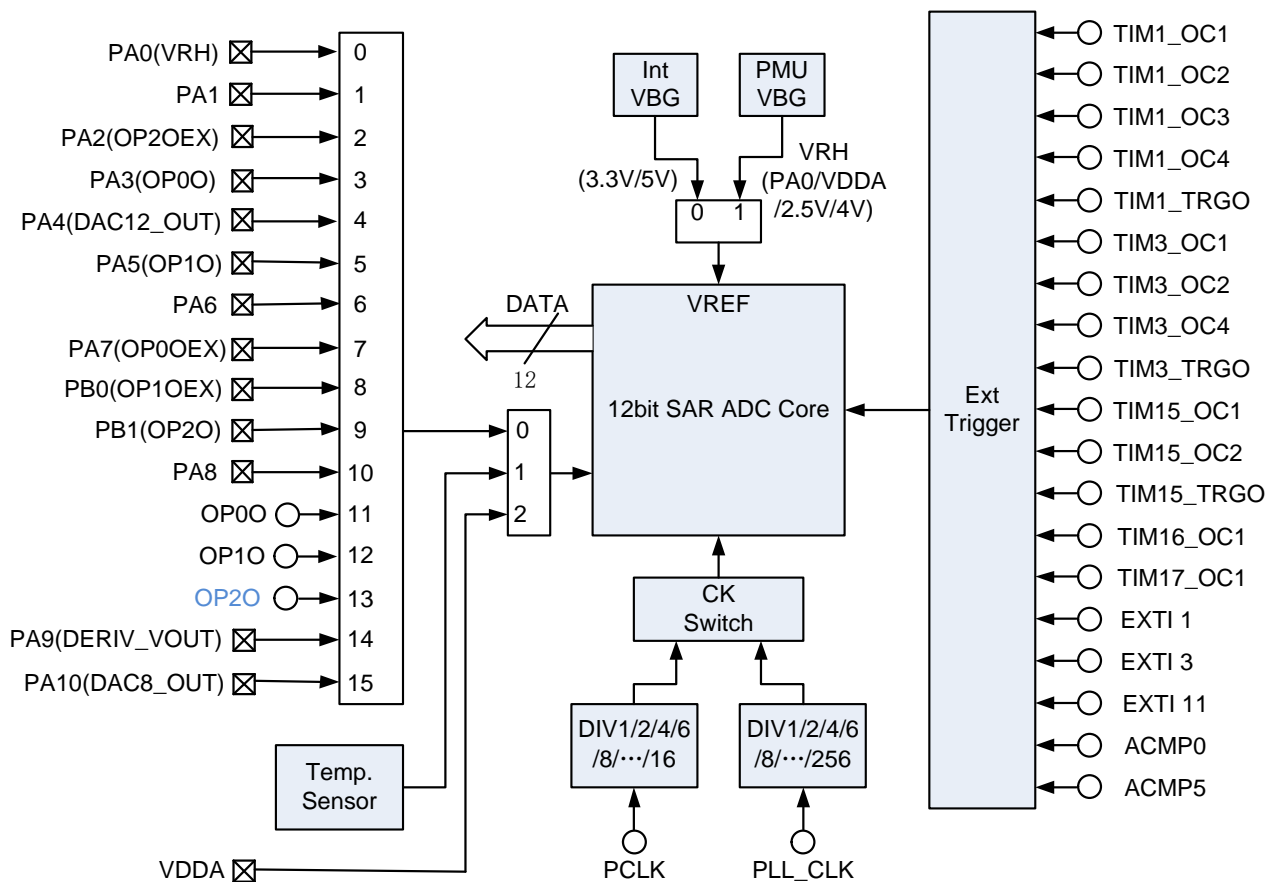 PA0(VRH)
0
PA1
1
PA2(OP2OEX)
2
PA3(OP0O)
3
PA4(DAC12_OUT)
4
PA5(OP1O)
5
PA6
6
PA7(OP0OEX)
7
PB0(OP1OEX)
8
PB1(OP2O)
9
PA8
10
OP0O
11
OP1O
12
OP2O
13
PA9(DERIV_VOUT)
14
PA10(DAC8_OUT)
15
Temp.
Sensor
VDDA
0
1
2
Int
VBG
PMU
VBG
(3.3V/5V)
VRH
(PA0/VDDA
/2.5V/4V)
0 1
VREF
12bit SAR ADC Core
DATA
12
CK
Switch
DIV1/2/4/6
/8/···/16
DIV1/2/4/6
/8/···/256
PCLK
PLL_CLK
Ext
Trigger
TIM1_OC1
TIM1_OC2
TIM1_OC3
TIM1_OC4
TIM1_TRGO
TIM3_OC1
TIM3_OC2
TIM3_OC4
TIM3_TRGO
TIM15_OC1
TIM15_OC2
TIM15_TRGO
TIM16_OC1
TIM17_OC1
EXTI 1
EXTI 3
EXTI 11
ACMP0
ACMP5